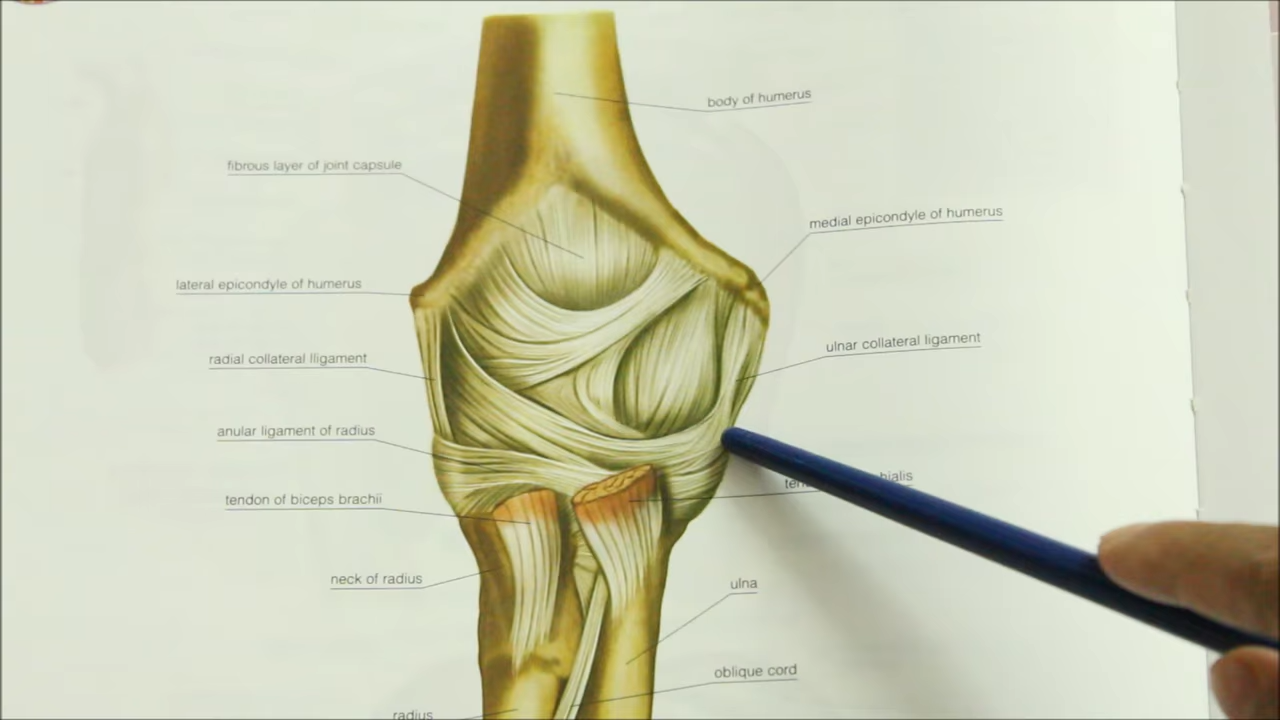 body of humerus
fibrous layer of joint capsule
medial epicondyle of humerus
lateral epicondyle of humerus
ulnar collateral ligament
radial collateral lligament
anular ligament of radius
tendon of biceps brachii
neck of radius
ulna
oblique cord
radius